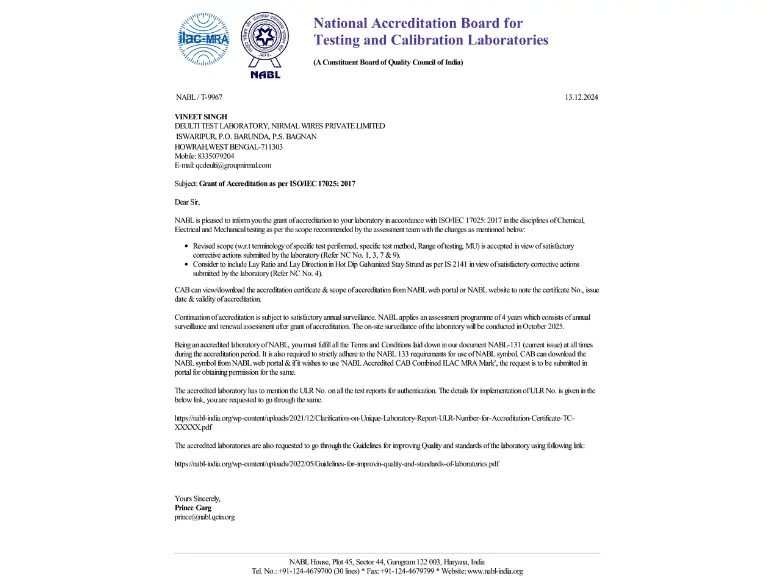 ilac-MRA
NABL
National Accreditation Board for
Testing and Calibration Laboratories
(A Constituent Board of Quality Council of India)
NABL / T-9967
13.12.2024
VINEET SINGH
DEULTI TEST LABORATORY, NIRMAL WIRES PRIVATE LIMITED
ISWARIPUR, P.O. BARUNDA, P.S. BAGNAN
HOWRAH,WEST BENGAL-711303
Mobile: 8335079204
E-mail: qcdeulti@groupnirmal.com
Subject: Grant of Accreditation as per ISO/IEC 17025: 2017
Dear Sir,
NABL is pleased to inform you the grant of accreditation to your laboratory in accordance with ISO/IEC 17025: 2017 in the disciplines of Chemical,
Electrical and Mechanical testing as per the scope recommended by the assessment team with the changes as mentioned below:
• Revised scope (w.r.t terminology of specific test performed, specific test method, Range of testing, MU) is accepted in view of satisfactory
corrective actions submitted by the laboratory (Refer NC No. 1, 3, 7 & 9).
• Consider to include Lay Ratio and Lay Direction in Hot Dip Galvanized Stay Strand as per IS 2141 in view of satisfactory corrective actions
submitted by the laboratory (Refer NC No. 4).
CAB can view/download the accreditation certificate & scope of accreditation from NABL web portal or NABL website to note the certificate No., issue
date & validity of accreditation.
Continuation of accreditation is subject to satisfactory annual surveillance. NABL applies an assessment programme of 4 years which consists of annual
surveillance and renewal assessment after grant of accreditation. The on-site surveillance of the laboratory will be conducted in October 2025.
Being an accredited laboratory of NABL, you must fulfill all the Terms and Conditions laid down in our document NABL-131 (current issue) at all times
during the accreditation period. It is also required to strictly adhere to the NABL 133 requirements for use of NABL symbol. CAB can download the
NABL symbol from NABL web portal & if it wishes to use 'NABL Accredited CAB Combined ILAC MRA Mark', the request is to be submitted in
portal for obtaining permission for the same.
The accredited laboratory has to mention the ULR No. on all the test reports for authentication. The details for implementation of ULR No. is given in the
below link, you are requested to go through the same.
https://nabl-india.org/wp-content/uploads/2021/12/Clarification-on-Unique-Laboratory-Report-ULR-Number-for-Accreditation-Certificate-TC-
XXXXX.pdf
The accredited laboratories are also requested to go through the Guidelines for improving Quality and standards of the laboratory using following link:
https://nabl-india.org/wp-content/uploads/2022/05/Guidelines-for-improvin-quality-and-standards-of-laboratories.pdf
Yours Sincerely,
Prince Garg
prince@nabl.qcin.org
NABL House, Plot 45, Sector 44, Gurugram 122 003, Haryana, India
Tel. No.: +91-124-4679700 (30 lines) * Fax: +91-124-4679799 * Website: www.nabl-india.org